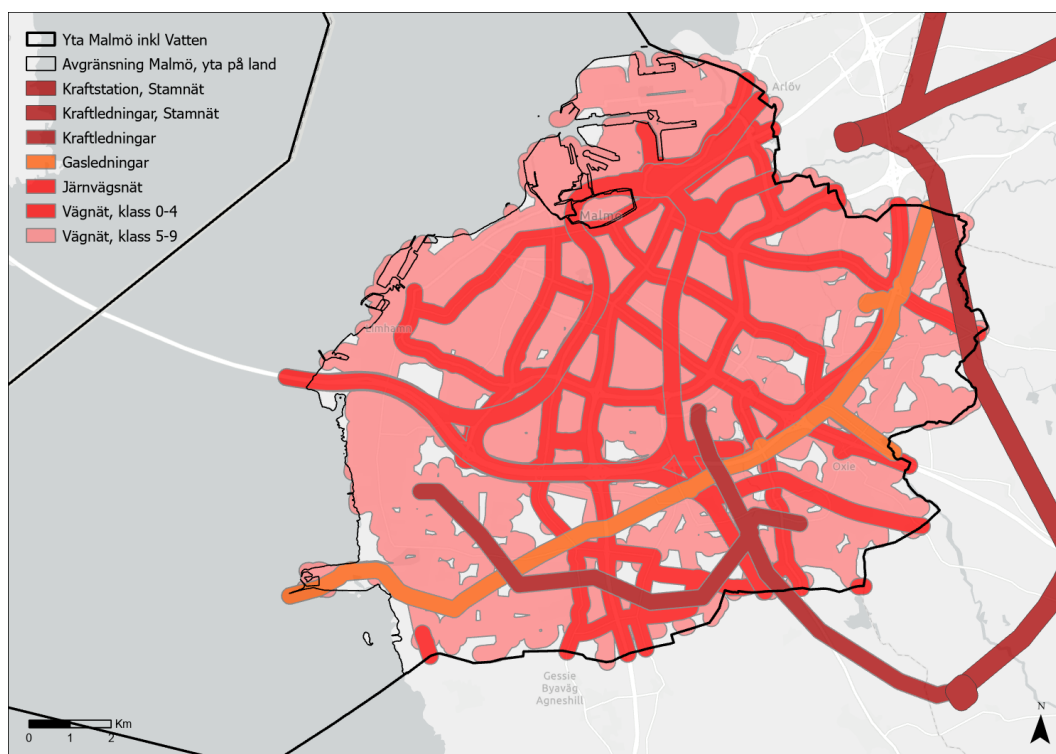 Yta Malmö inkl Vatten
Avgränsning Malmö, yta på land
Kraftstation, Stamnät
Kraftledningar, Stamnät
Kraftledningar
Gasledningar
Järnvägsnät
Vägnät, klass 0-4
Vägnät, klass 5-9
Arlöv
Malmö
Limhamn
Oxie
Gessie
Byaväg
Agneshill
Km
0 1 2
N